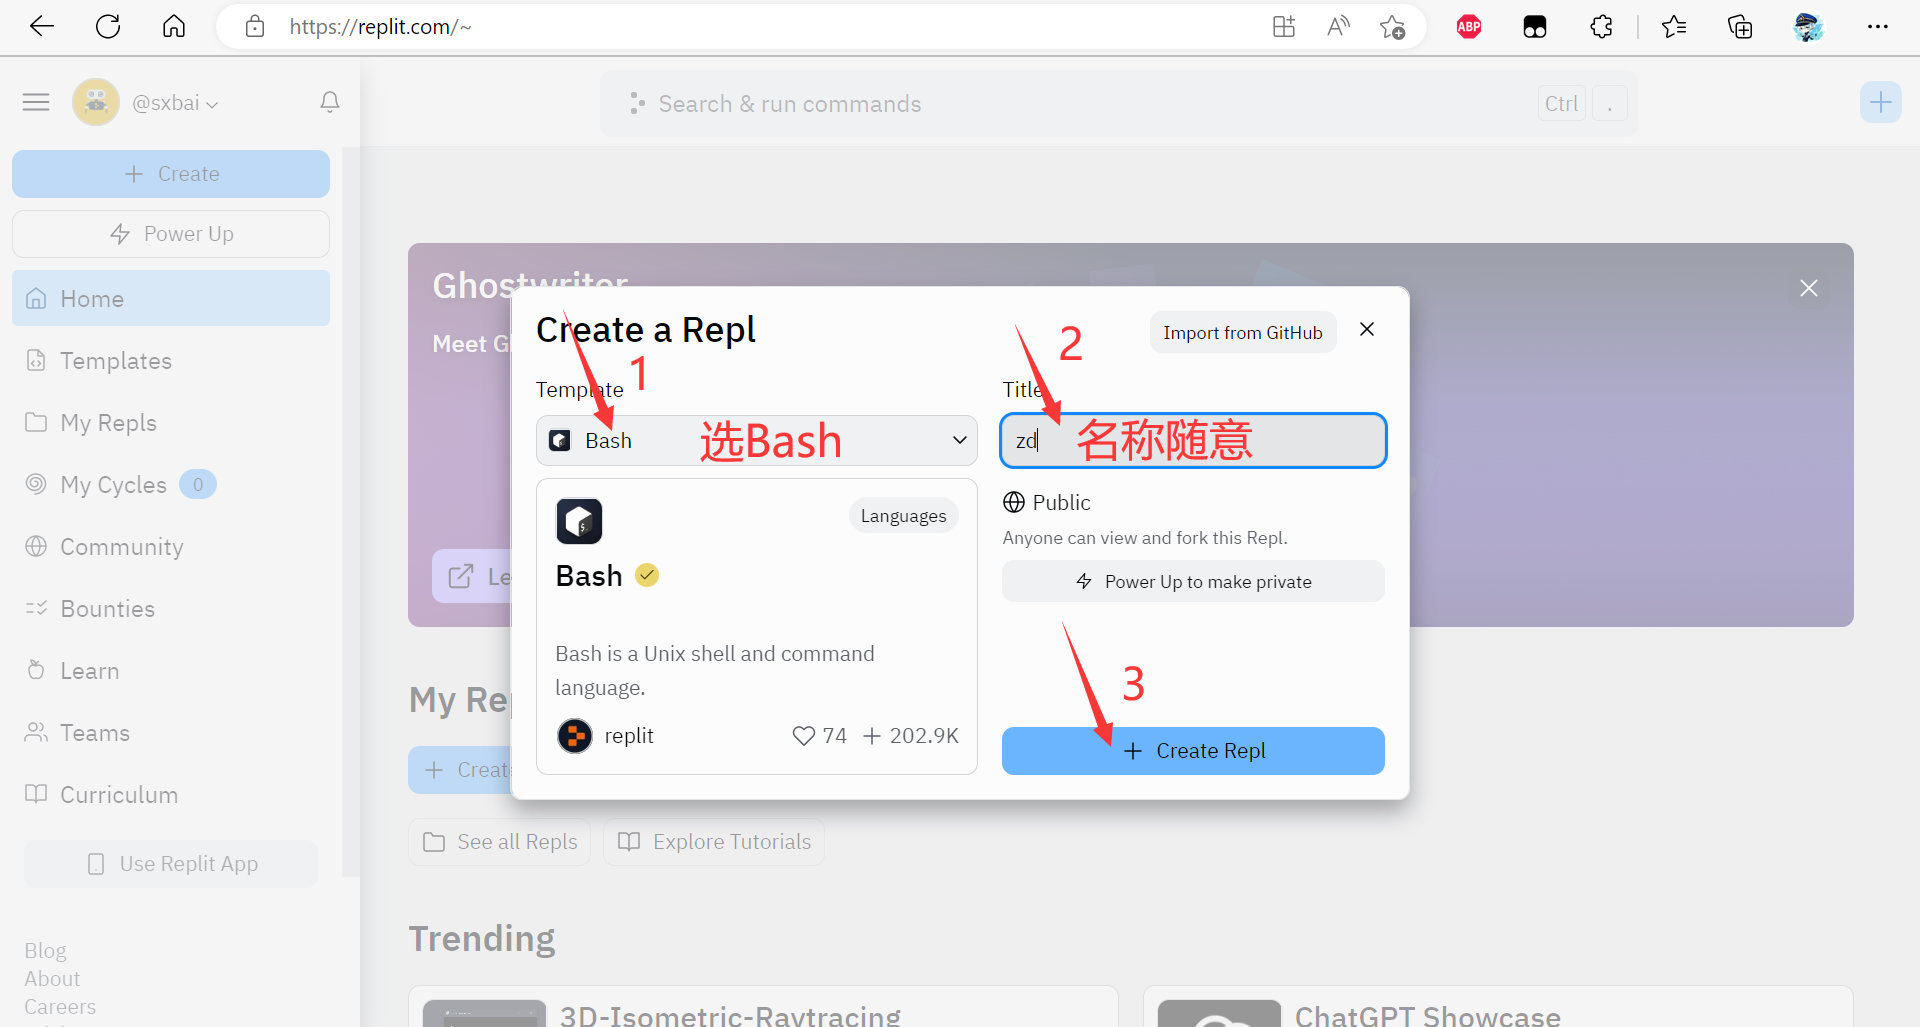 https://replit.com/~
ABP
@sxbai
Search & run commands
Ctrl
.
Create
Power Up
Home
Templates
My Repls
My Cycles
0
Community
Bounties
Learn
Teams
Curriculum
Use Replit App
Blog
About
Careers
Ghostwriter
Meet G
Le
Create a Repl
Import from GitHub
1
2
Template
Title
Bash
选Bash
zd
名称随意
Languages
Bash
Public
Anyone can view and fork this Repl.
Power Up to make private
Bash is a Unix shell and command
language.
replit
74
202.9K
3
Create Repl
My Re
Creat
See all Repls
Explore Tutorials
Trending
3D-Isometric-Raytracing
ChatGPT Showcase